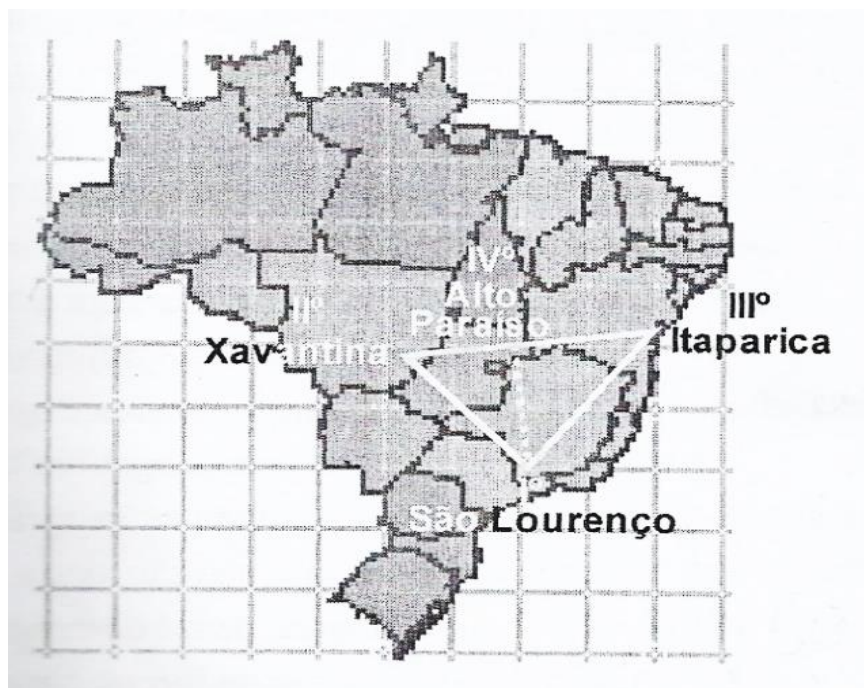 IVº
Alto
Paraíso
IIº
Xavantina
IIIº
Itaparica
Iº
São Lourenço